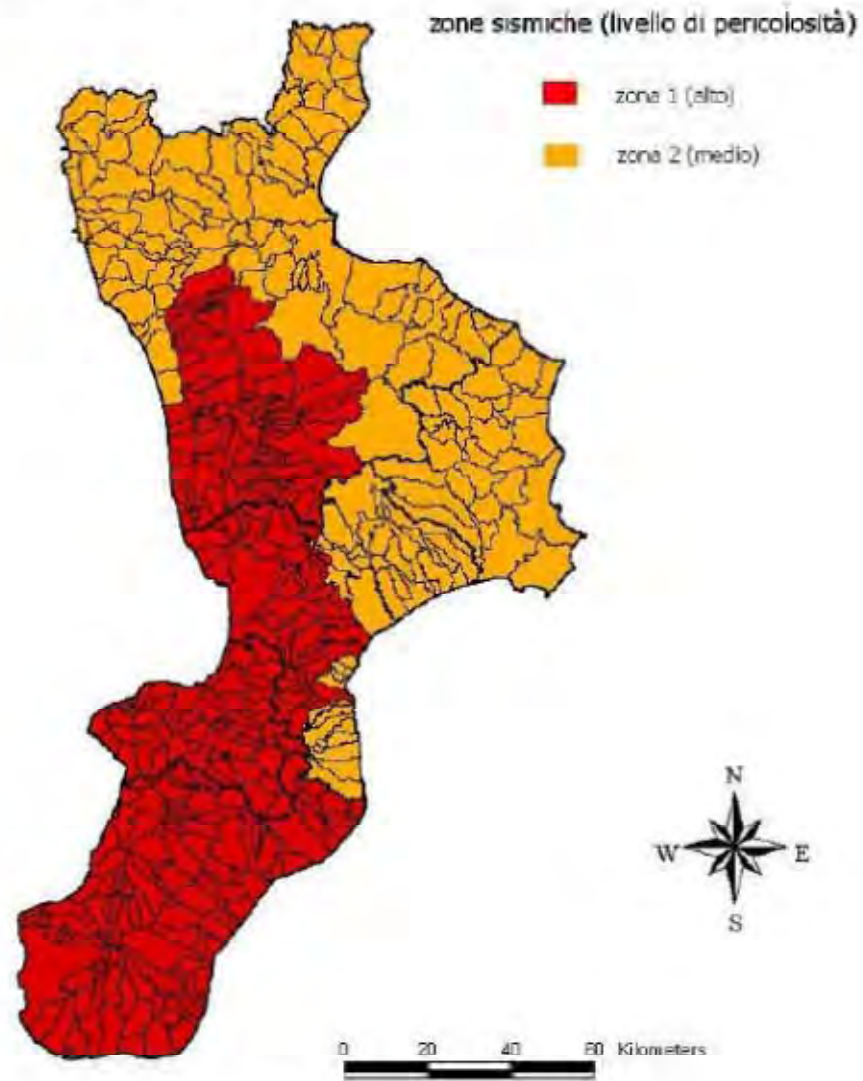 zone sismiche (livello di pericolosità)
zona 1 (alto)
zona 2 (medio)
N
W E
S
0 20 40 60 Kilometers